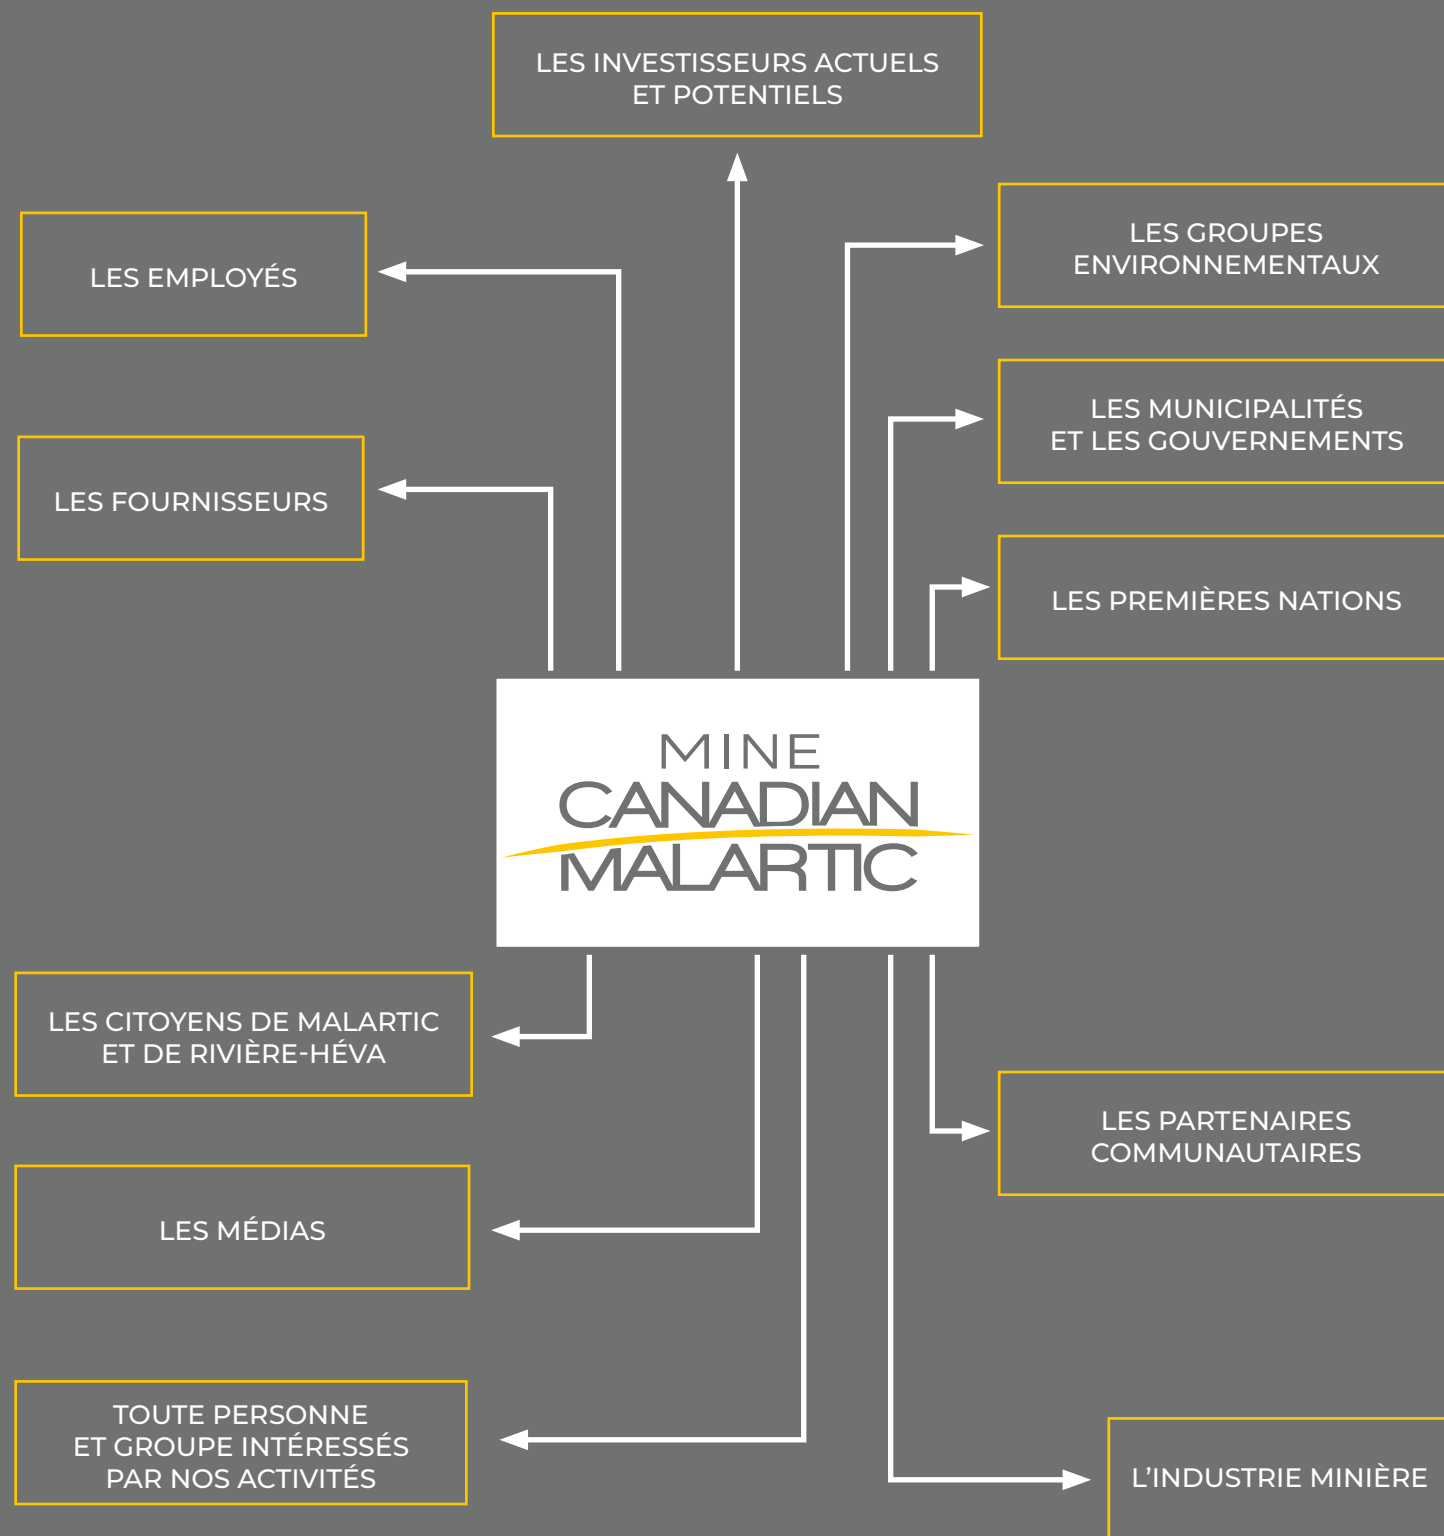 LES INVESTISSEURS ACTUELS
ET POTENTIELS
LES EMPLOYÉS
LES GROUPES
ENVIRONNEMENTAUX
LES FOURNISSEURS
LES MUNICIPALITÉS
ET LES GOUVERNEMENTS
LES PREMIÈRES NATIONS
MINE
CANADIAN
MALARTIC
LES CITOYENS DE MALARTIC
ET DE RIVIÈRE-HÉVA
LES PARTENAIRES
COMMUNAUTAIRES
LES MÉDIAS
TOUTE PERSONNE
ET GROUPE INTÉRESSÉS
PAR NOS ACTIVITÉS
L’INDUSTRIE MINIÈRE